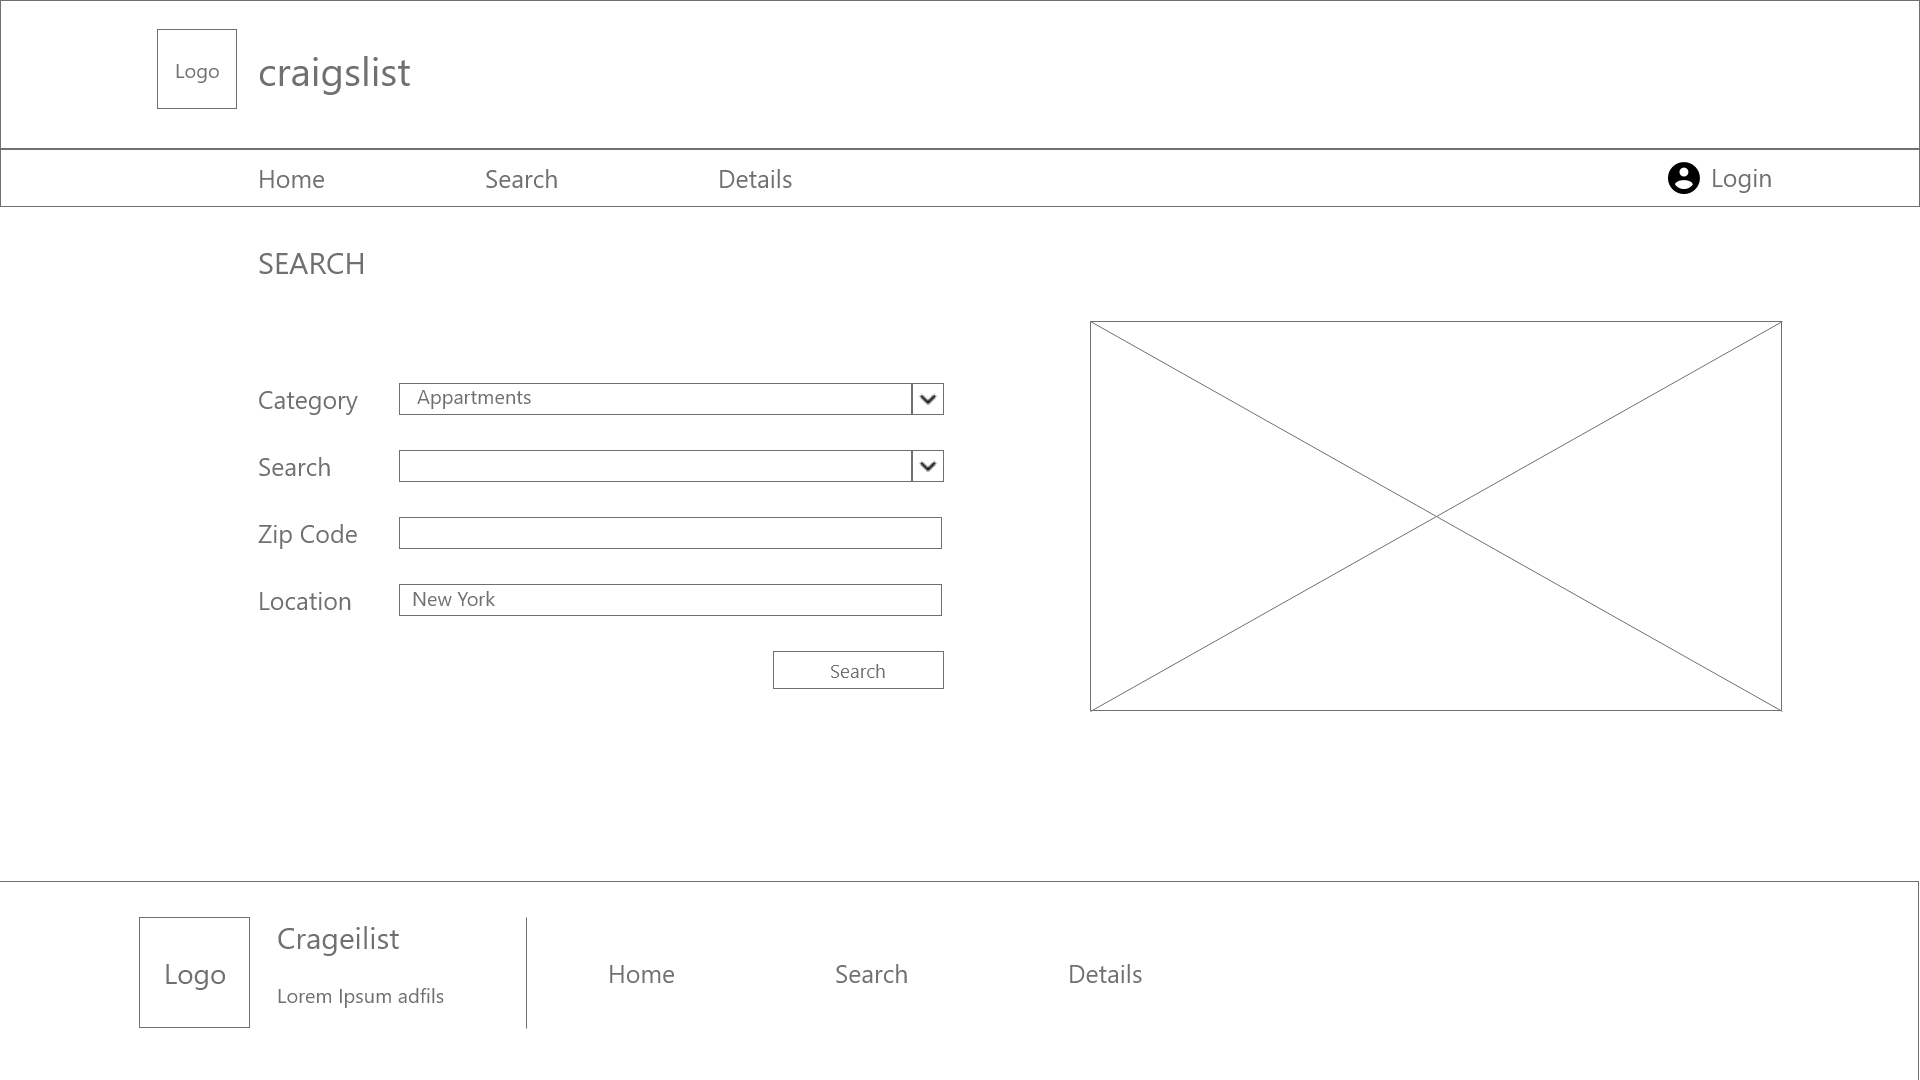 Logo
craigslist
Home Search Details Login
SEARCH
Category Appartments
Search
Zip Code
Location New York
Search
Logo
Crageilist
Lorem Ipsum adfils
Home Search Details